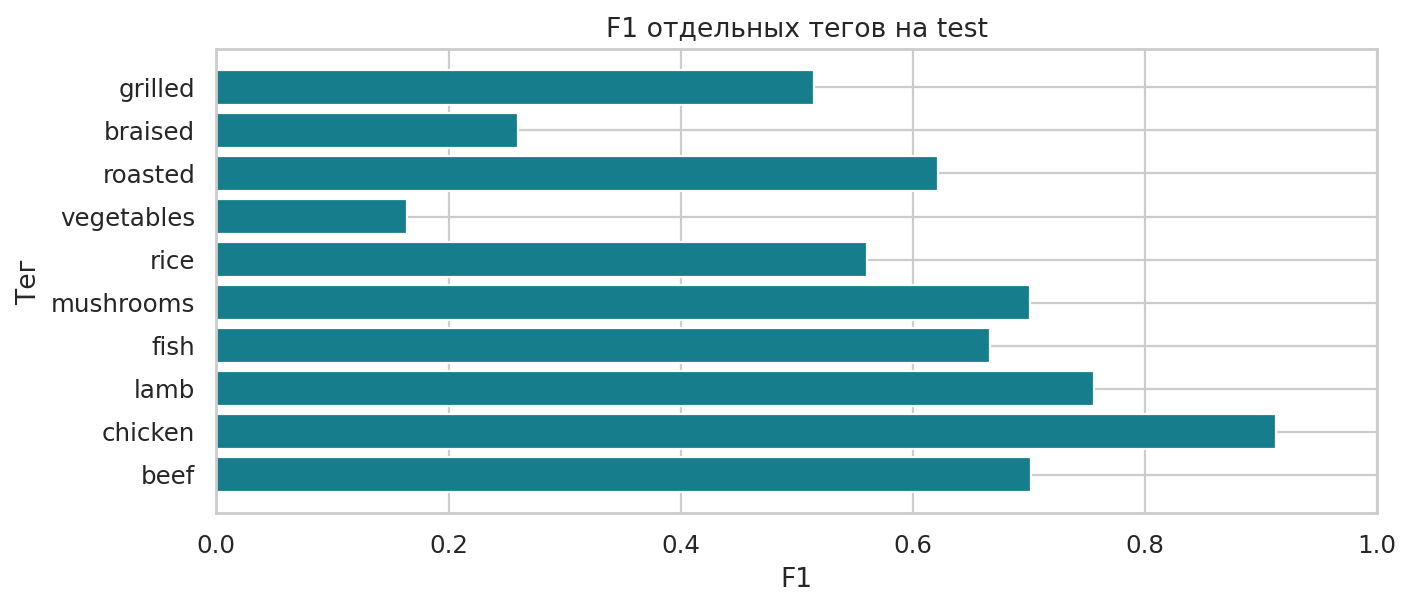 F1 отдельных тегов на test
Тег
grilled
braised
roasted
vegetables
rice
mushrooms
fish
lamb
chicken
beef
0.0 0.2 0.4 0.6 0.8 1.0
F1